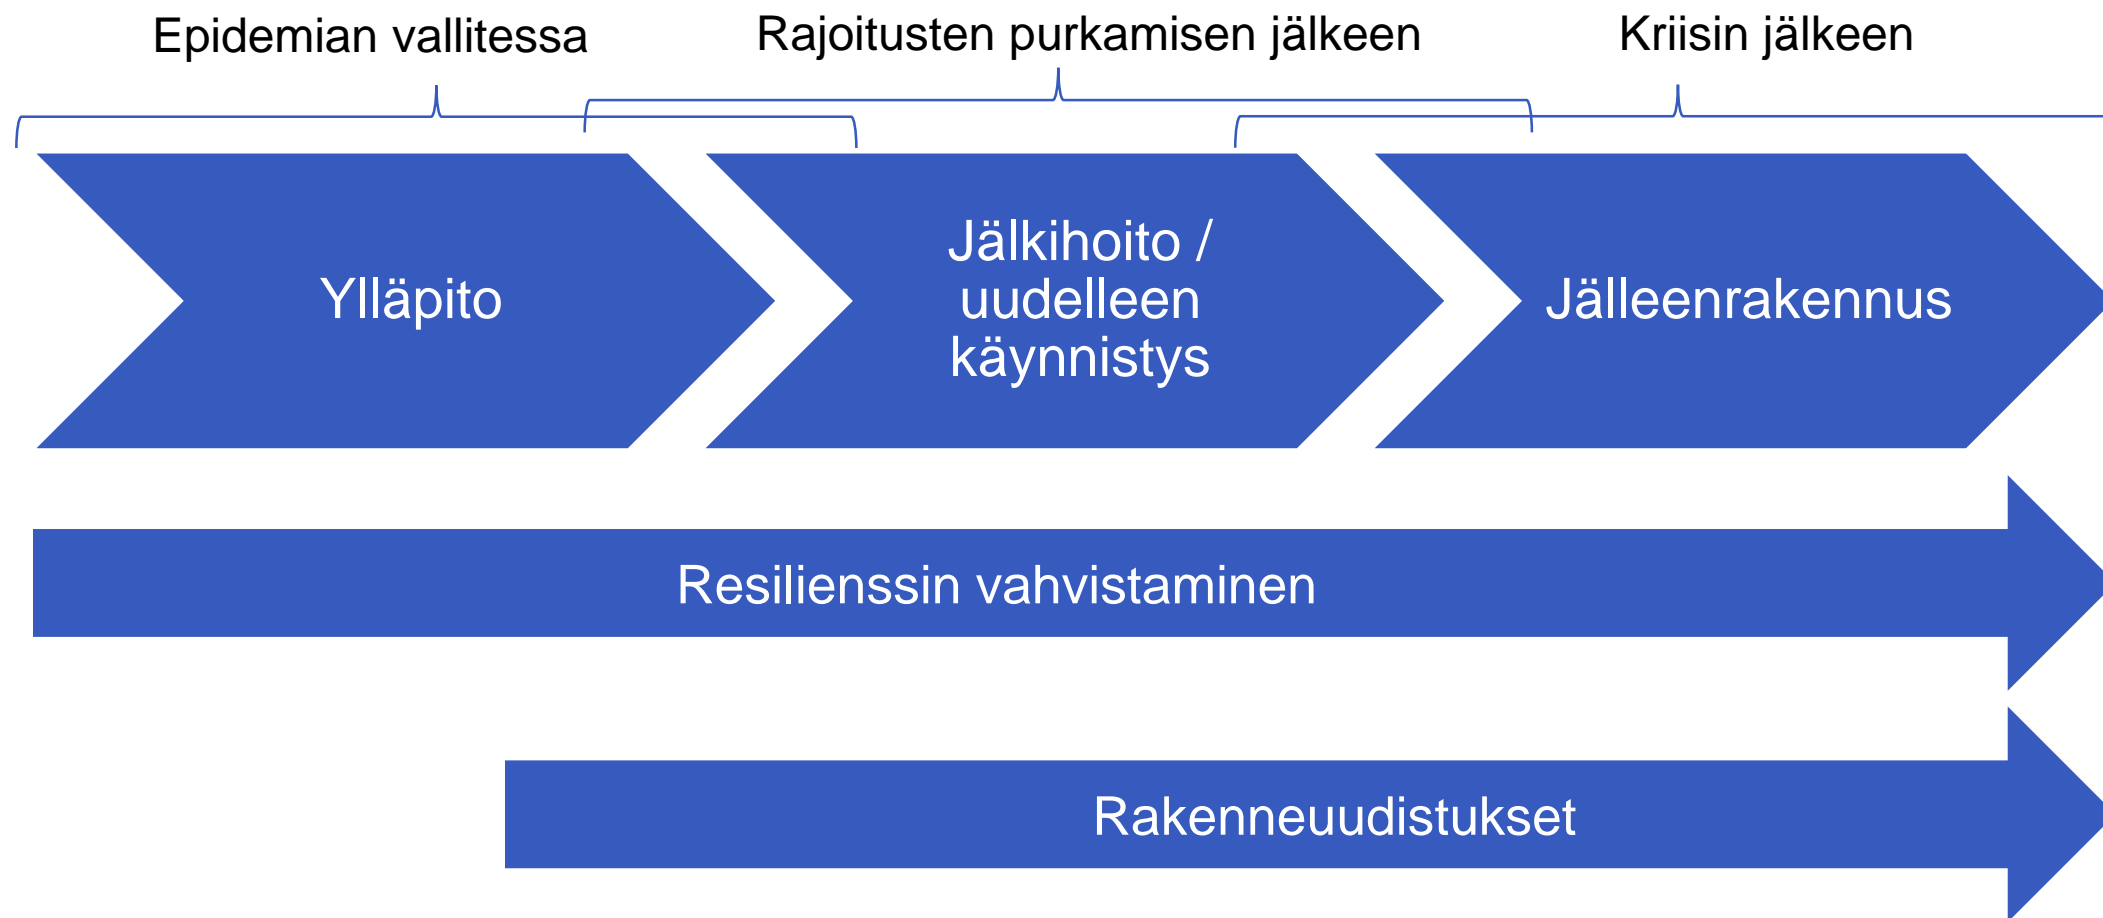 Epidemian vallitessa
Rajoitusten purkamisen jälkeen
Kriisin jälkeen
Ylläpito
Jälkihoito /
uudelleen
käynnistys
Jälleenrakennus
Resilienssin vahvistaminen
Rakenneuudistukset